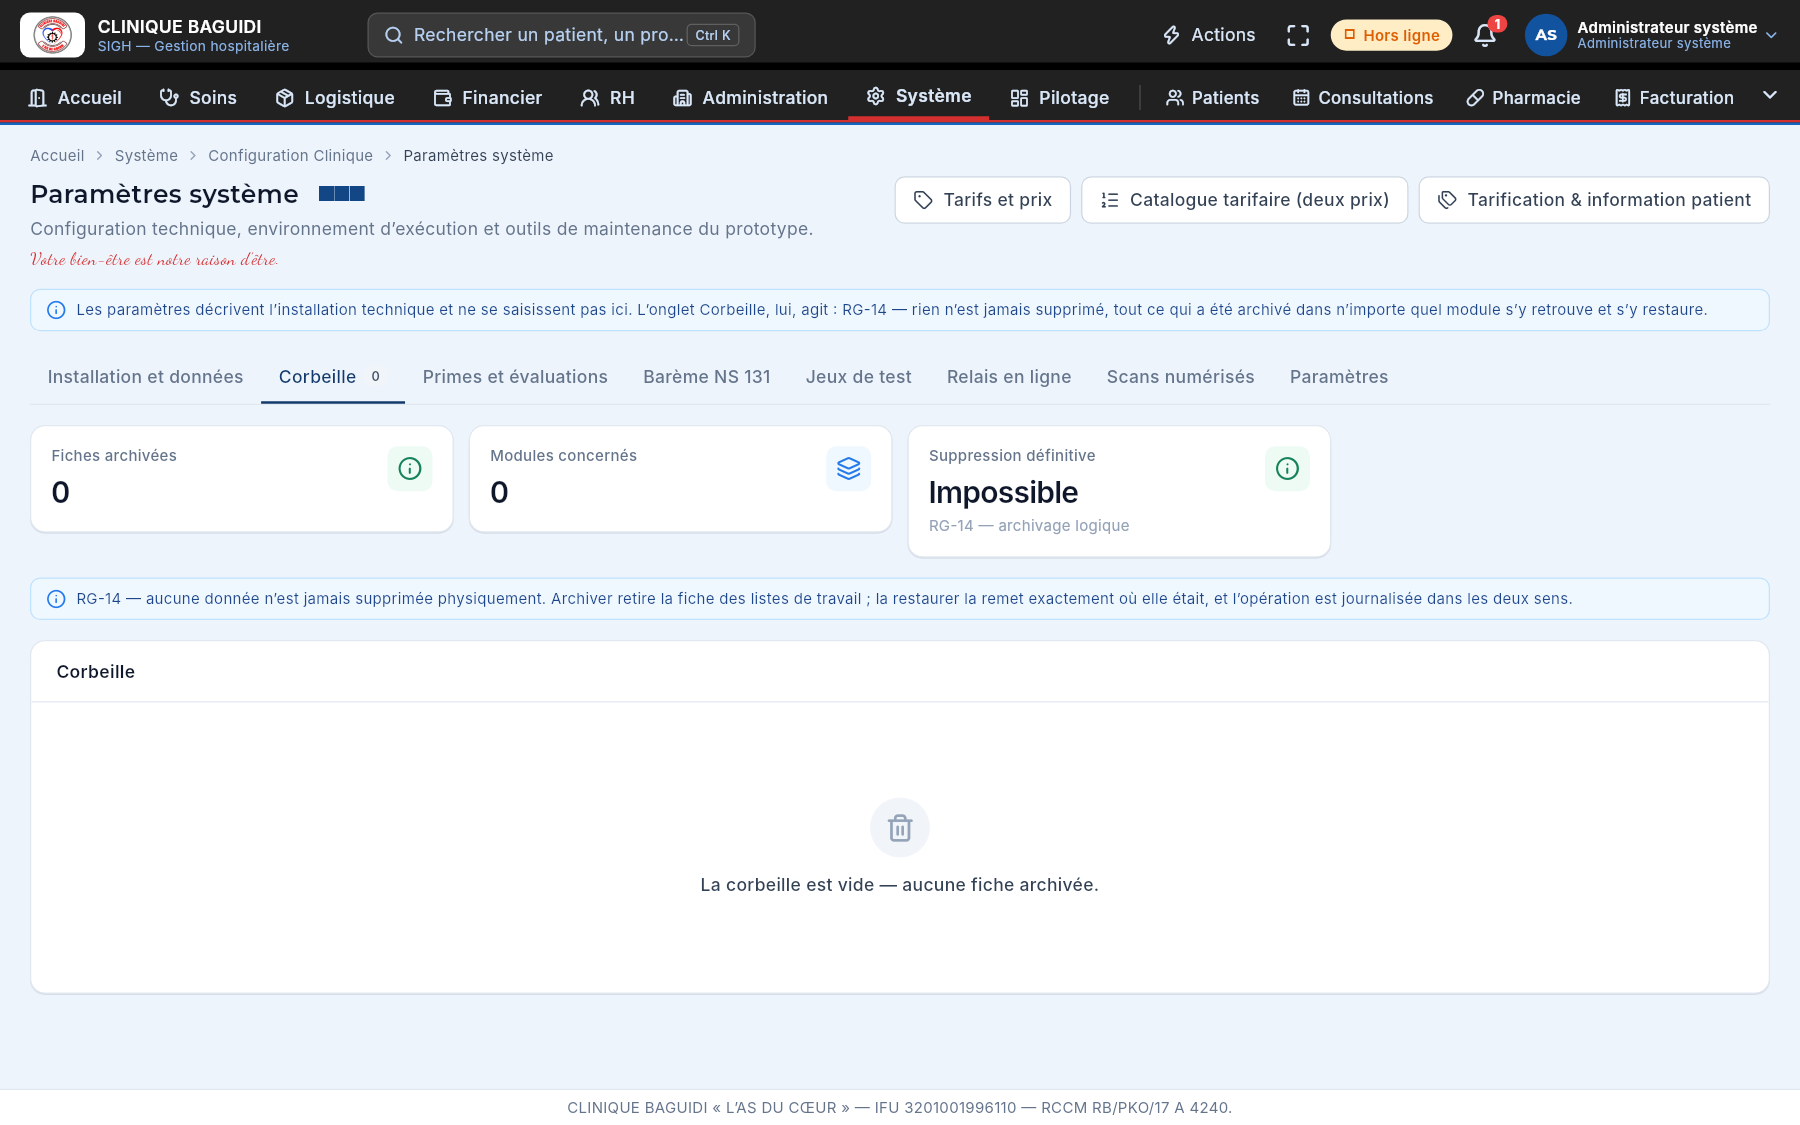 CLINIQUE BAGUIDI
SIGH — Gestion hospitalière
Rechercher un patient, un pro... Ctrl K
Actions
Hors ligne
1
AS
Administrateur système
Administrateur système
Accueil Soins Logistique Financier RH Administration Système Pilotage Patients Consultations Pharmacie Facturation
Accueil > Système > Configuration Clinique > Paramètres système
Paramètres système
Tarifs et prix
Catalogue tarifaire (deux prix)
Tarification & information patient
Configuration technique, environnement d’exécution et outils de maintenance du prototype.
Votre bien-être est notre raison d'être.
Les paramètres décrivent l’installation technique et ne se saisissent pas ici. L’onglet Corbeille, lui, agit : RG-14 — rien n’est jamais supprimé, tout ce qui a été archivé dans n’importe quel module s’y retrouve et s’y restaure.
Installation et données Corbeille 0 Primes et évaluations Barème NS 131 Jeux de test Relais en ligne Scans numérisés Paramètres
Fiches archivées
0
Modules concernés
0
Suppression définitive
Impossible
RG-14 — archivage logique
RG-14 — aucune donnée n’est jamais supprimée physiquement. Archiver retire la fiche des listes de travail ; la restaurer la remet exactement où elle était, et l’opération est journalisée dans les deux sens.
Corbeille
La corbeille est vide — aucune fiche archivée.
CLINIQUE BAGUIDI « L’AS DU CŒUR » — IFU 3201001996110 — RCCM RB/PKO/17 A 4240.